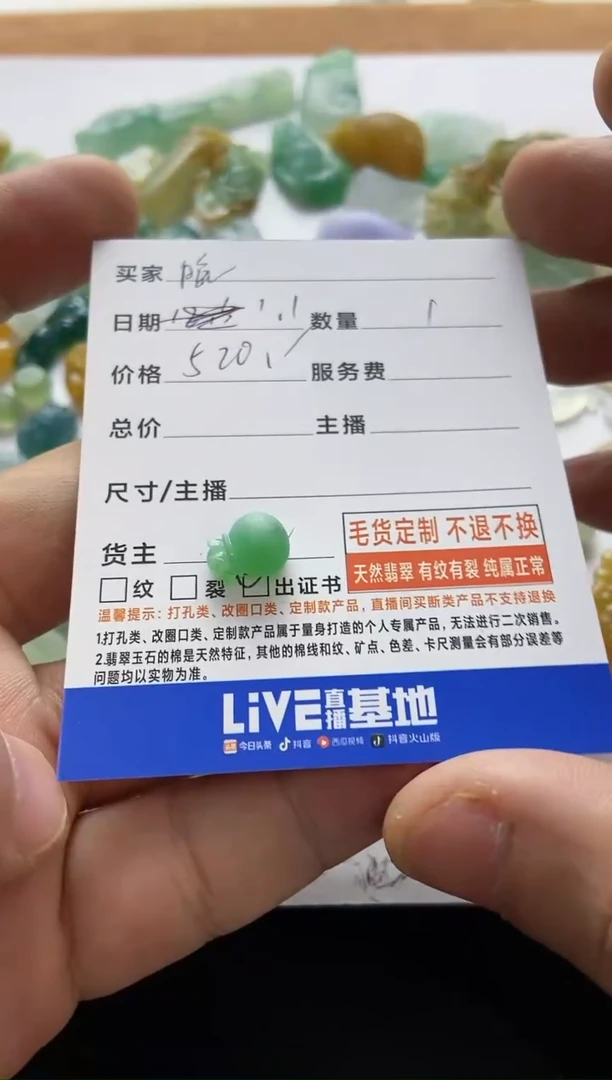 买家
日期 1.1 数量 1
价格 520 服务费
总价 主播
尺寸/主播
货主
毛货定制 不退不换
天然翡翠 有纹有裂 纯属正常
纹 裂 出证书
温馨提示：打孔类、改圈口类、定制款产品，直播间买断类产品不支持退换
1.打孔类、改圈口类、定制款产品属于量身打造的个人专属产品，无法进行二次销售。
2.翡翠玉石的棉是天然特征，其他的棉线和纹、矿点、色差、卡尺测量会有部分误差等
问题均以实物为准。
LiVE直播基地
今日头条 抖音 西瓜视频 抖音火山版